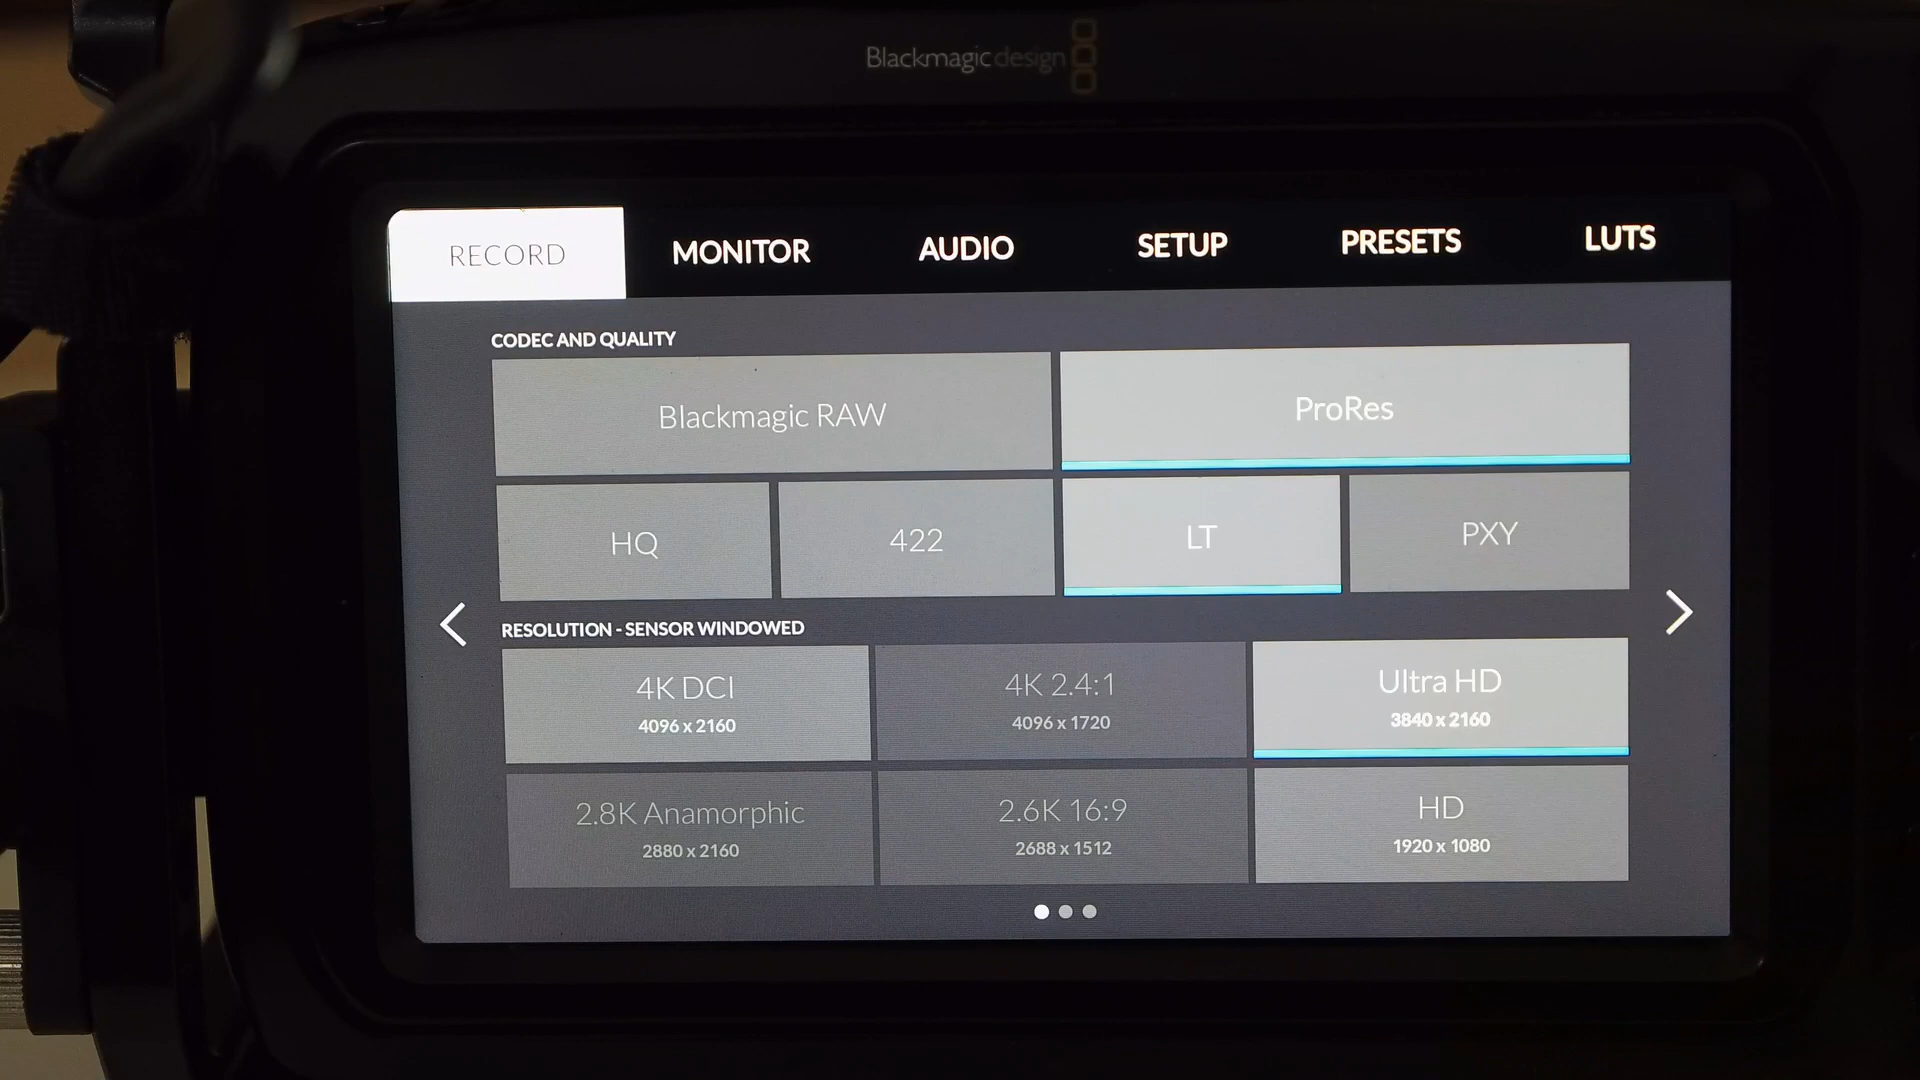 Blackmagicdesign
RECORD MONITOR AUDIO SETUP PRESETS LUTS
CODEC AND QUALITY
Blackmagic RAW ProRes
HQ 422 LT PXY
RESOLUTION - SENSOR WINDOWED
4K DCI 4K 2.4:1 Ultra HD
4096 x 2160 4096 x 1720 3840 x 2160
2.8K Anamorphic 2.6K 16:9 HD
2880 x 2160 2688 x 1512 1920 x 1080